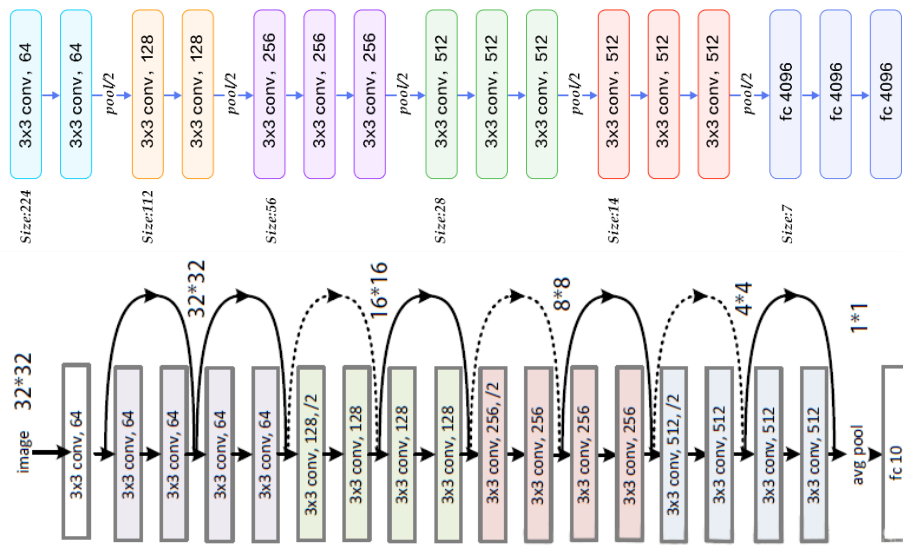 3x3 conv, 64
3x3 conv, 64
pool/2
3x3 conv, 128
3x3 conv, 128
pool/2
3x3 conv, 256
3x3 conv, 256
3x3 conv, 256
pool/2
3x3 conv, 512
3x3 conv, 512
3x3 conv, 512
pool/2
3x3 conv, 512
3x3 conv, 512
3x3 conv, 512
pool/2
fc 4096
fc 4096
fc 4096
Size:224
Size:112
Size:56
Size:28
Size:14
Size:7
32*32
32*32
16*16
8*8
4*4
1*1
image
3x3 conv, 64
3x3 conv, 64
3x3 conv, 64
3x3 conv, 64
3x3 conv, 64
3x3 conv, 128, /2
3x3 conv, 128
3x3 conv, 128
3x3 conv, 128
3x3 conv, 256, /2
3x3 conv, 256
3x3 conv, 256
3x3 conv, 256
3x3 conv, 512, /2
3x3 conv, 512
3x3 conv, 512
3x3 conv, 512
avg pool
fc 10